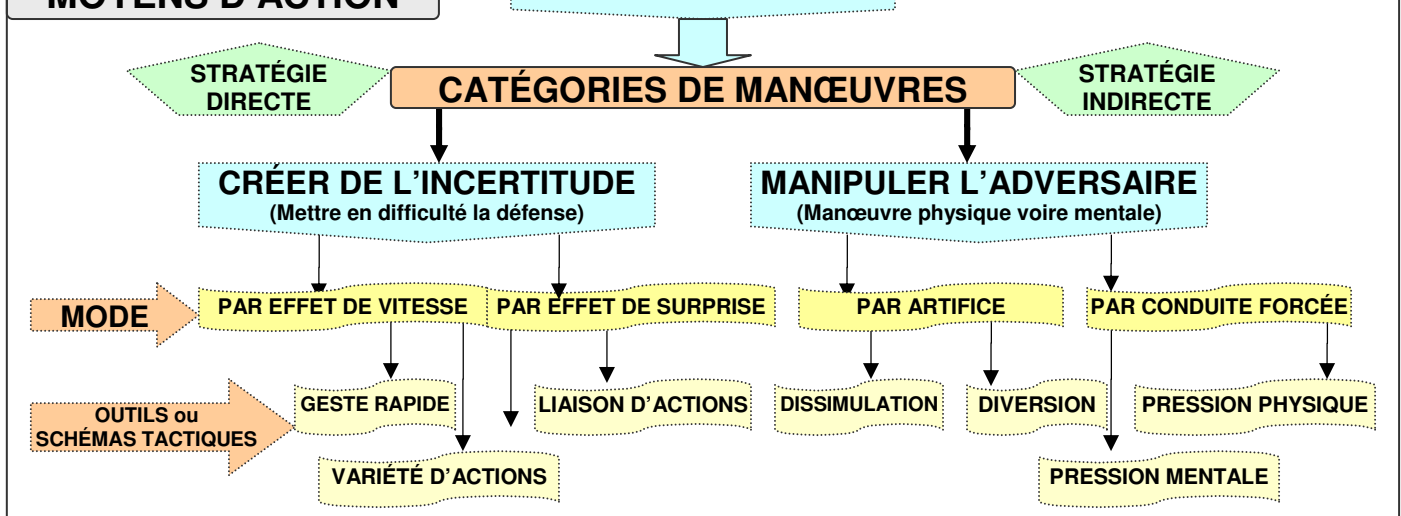 MOYENS D'ACTION
STRATÉGIE
DIRECTE
CATÉGORIES DE MANŒUVRES
STRATÉGIE
INDIRECTE
CRÉER DE L'INCERTITUDE
(Mettre en difficulté la défense)
MANIPULER L'ADVERSAIRE
(Manœuvre physique voire mentale)
MODE
PAR EFFET DE VITESSE
PAR EFFET DE SURPRISE
PAR ARTIFICE
PAR CONDUITE FORCÉE
OUTILS ou
SCHÉMAS TACTIQUES
GESTE RAPIDE
LIAISON D'ACTIONS
DISSIMULATION
DIVERSION
PRESSION PHYSIQUE
VARIÉTÉ D'ACTIONS
PRESSION MENTALE